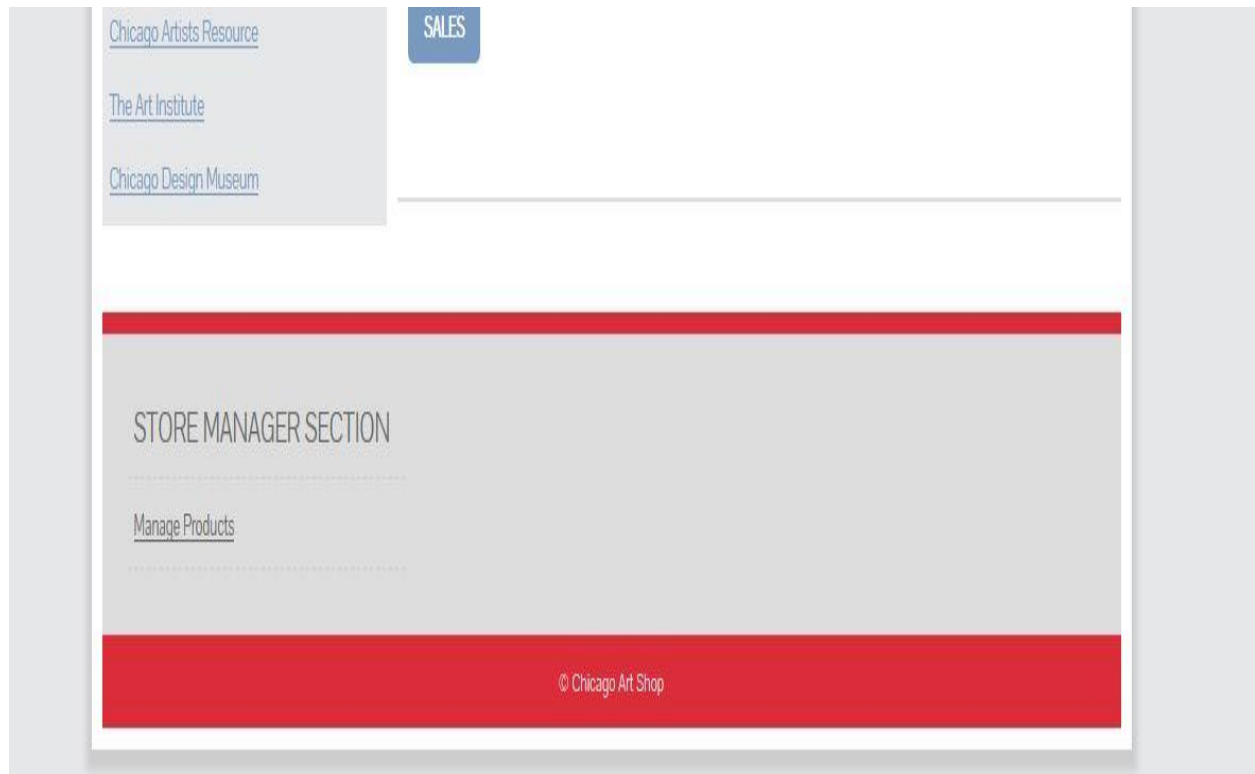 Chicago Artists Resource
The Art Institute
Chicago Design Museum
SALES
STORE MANAGER SECTION
Manage Products
© Chicago Art Shop